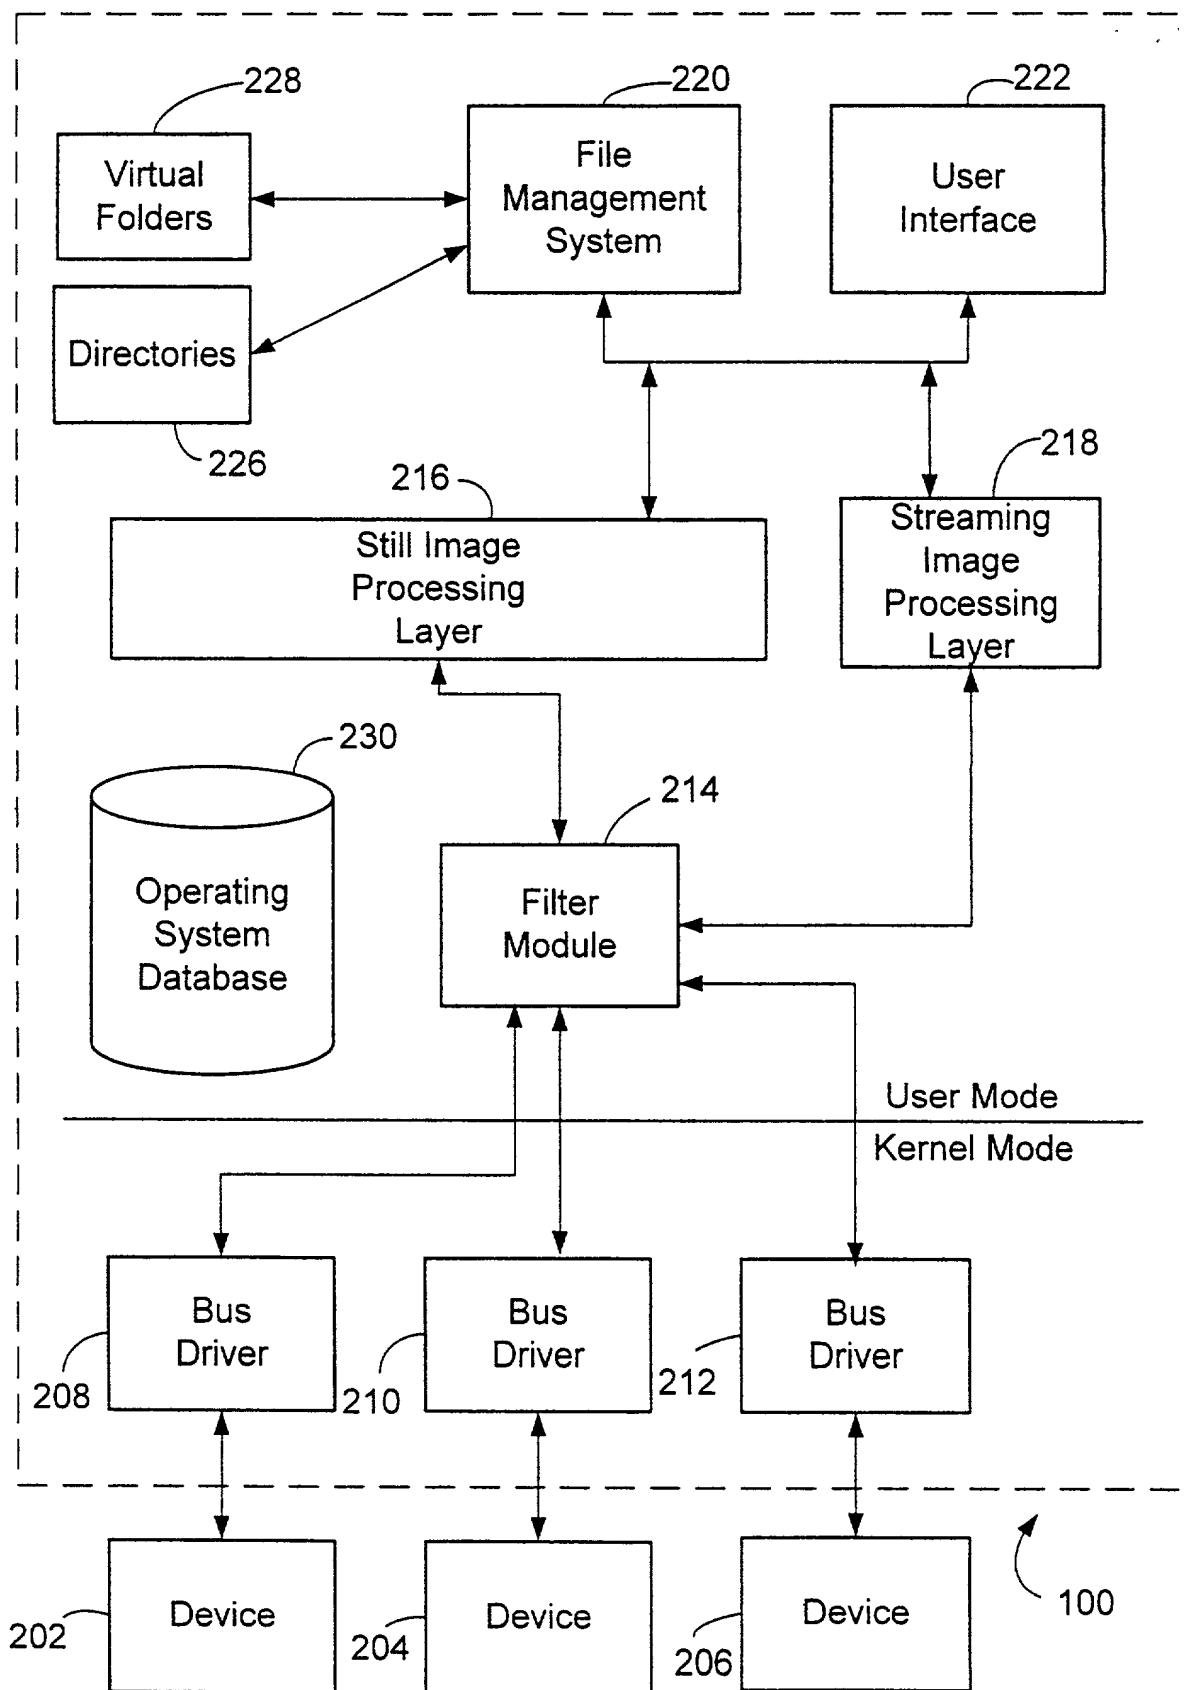 228
220
222
Virtual
Folders
File
Management
System
User
Interface
Directories
226
216
218
Still Image
Processing
Layer
Streaming
Image
Processing
Layer
230
214
Operating
System
Database
Filter
Module
User Mode
Kernel Mode
Bus
Driver
Bus
Driver
Bus
Driver
208
210
212
Device
Device
Device
202
204
206
100